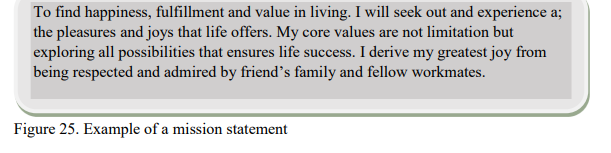 To find happiness, fulfillment and value in living. I will seek out and experience a;
the pleasures and joys that life offers. My core values are not limitation but
exploring all possibilities that ensures life success. I derive my greatest joy from
being respected and admired by friend’s family and fellow workmates.
Figure 25. Example of a mission statement